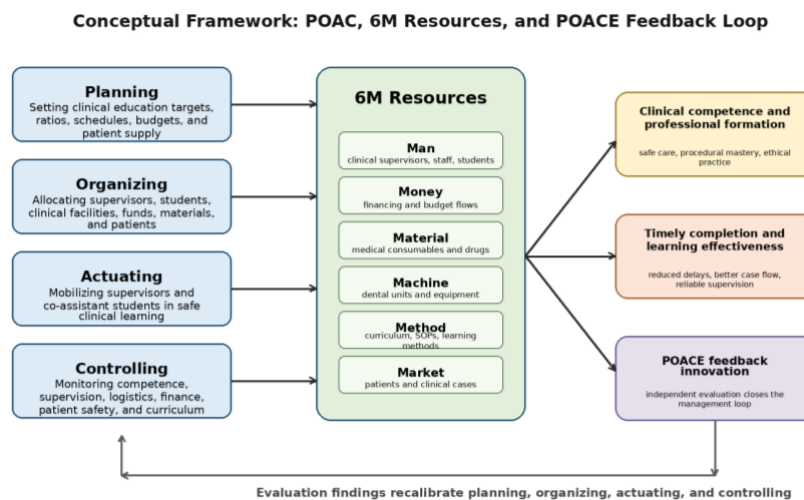 Conceptual Framework: POAC, 6M Resources, and POACE Feedback Loop
Planning
Setting clinical education targets,
ratios, schedules, budgets, and
patient supply
Organizing
Allocating supervisors, students,
clinical facilities, funds, materials,
and patients
Actuating
Mobilizing supervisors and
co-assistant students in safe
clinical learning
Controlling
Monitoring competence,
supervision, logistics, finance,
patient safety, and curriculum
6M Resources
Man
clinical supervisors, staff, students
Money
financing and budget flows
Material
medical consumables and drugs
Machine
dental units and equipment
Method
curriculum, SOPs, learning
methods
Market
patients and clinical cases
Clinical competence and
professional formation
safe care, procedural mastery, ethical
practice
Timely completion and
learning effectiveness
reduced delays, better case flow,
reliable supervision
POACE feedback
innovation
independent evaluation closes the
management loop
Evaluation findings recalibrate planning, organizing, actuating, and controlling